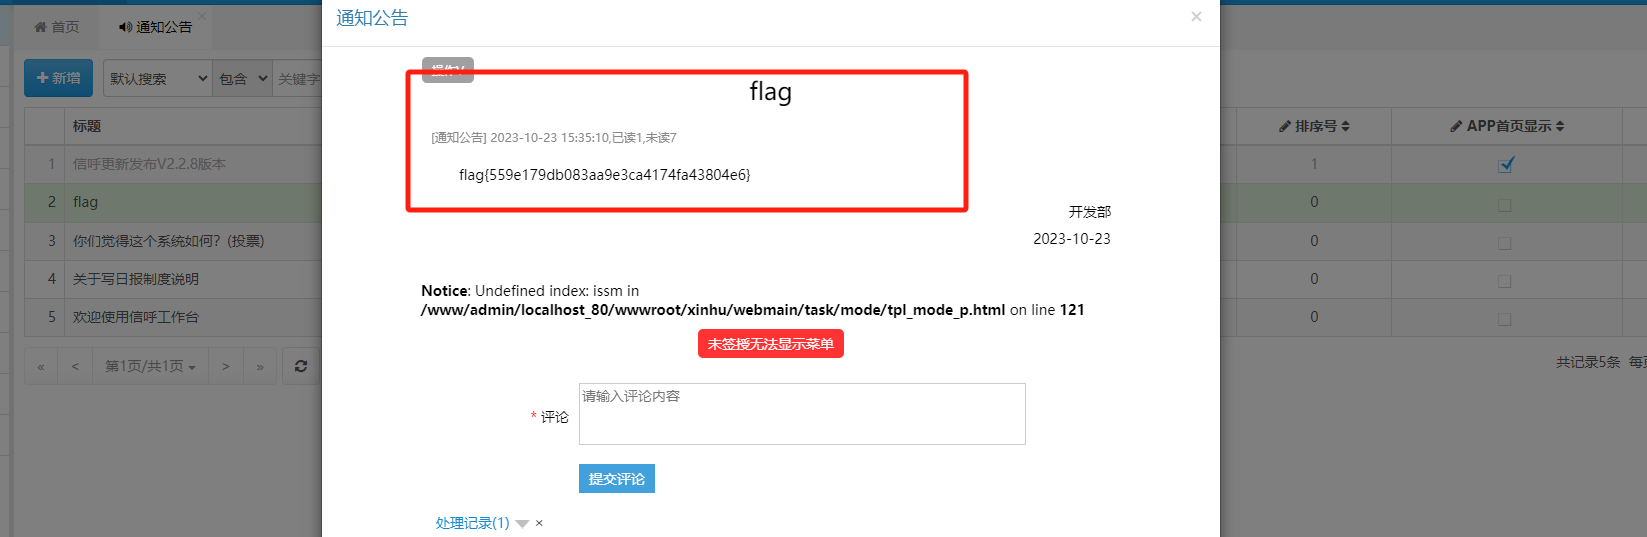 首页
通知公告
新增
默认搜索
包含
关键字
标题
排序号
APP首页显示
1 信呼更新发布V2.2.8版本 1
2 flag 0
3 你们觉得这个系统如何？(投票) 0
4 关于写日报制度说明 0
5 欢迎使用信呼工作台 0
« < 第1页/共1页 > »
共记录5条 每页
通知公告 ×
操作
flag
[通知公告] 2023-10-23 15:35:10,已读1,未读7
flag{559e179db083aa9e3ca4174fa43804e6}
开发部
2023-10-23
Notice: Undefined index: issm in
/www/admin/localhost_80/wwwroot/xinhu/webmain/task/mode/tpl_mode_p.html on line 121
未签授无法显示菜单
* 评论
请输入评论内容
提交评论
处理记录(1) ×